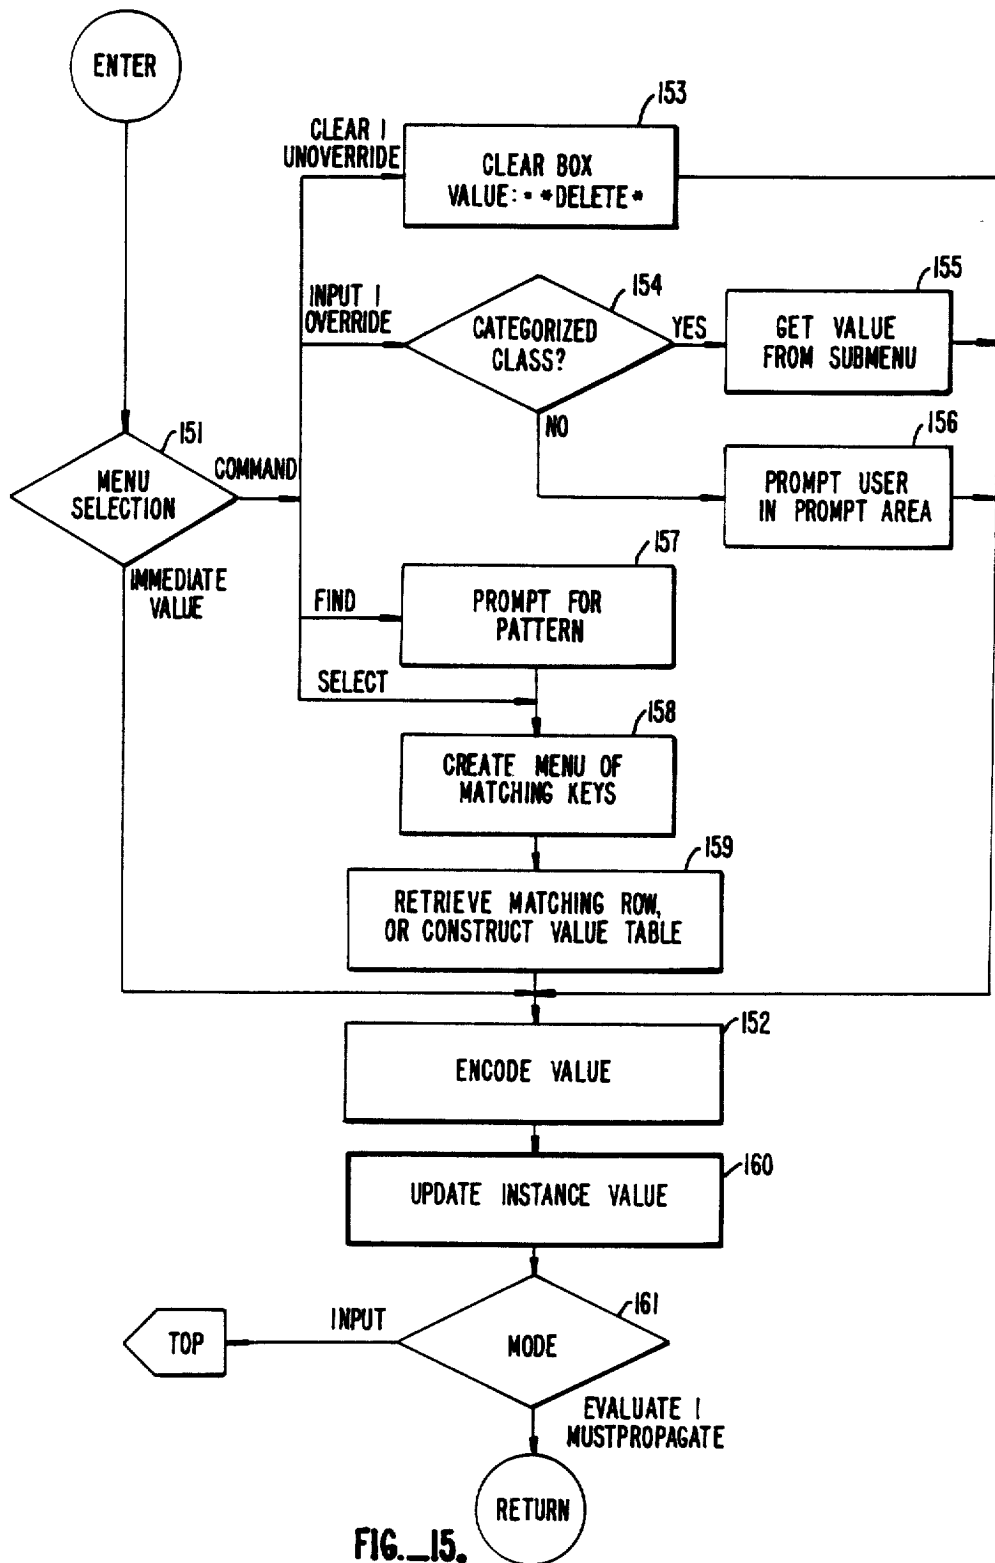 ENTER
153
CLEAR |
UNOVERRIDE
CLEAR BOX
VALUE:= *DELETE*
154
155
INPUT |
OVERRIDE
CATEGORIZED
CLASS?
YES
GET VALUE
FROM SUBMENU
NO
156
151
MENU
SELECTION
COMMAND
PROMPT USER
IN PROMPT AREA
157
IMMEDIATE
VALUE
FIND
PROMPT FOR
PATTERN
SELECT
158
CREATE MENU OF
MATCHING KEYS
159
RETRIEVE MATCHING ROW,
OR CONSTRUCT VALUE TABLE
152
ENCODE VALUE
160
UPDATE INSTANCE VALUE
161
INPUT
TOP
MODE
EVALUATE |
MUSTPROPAGATE
RETURN
FIG._15.